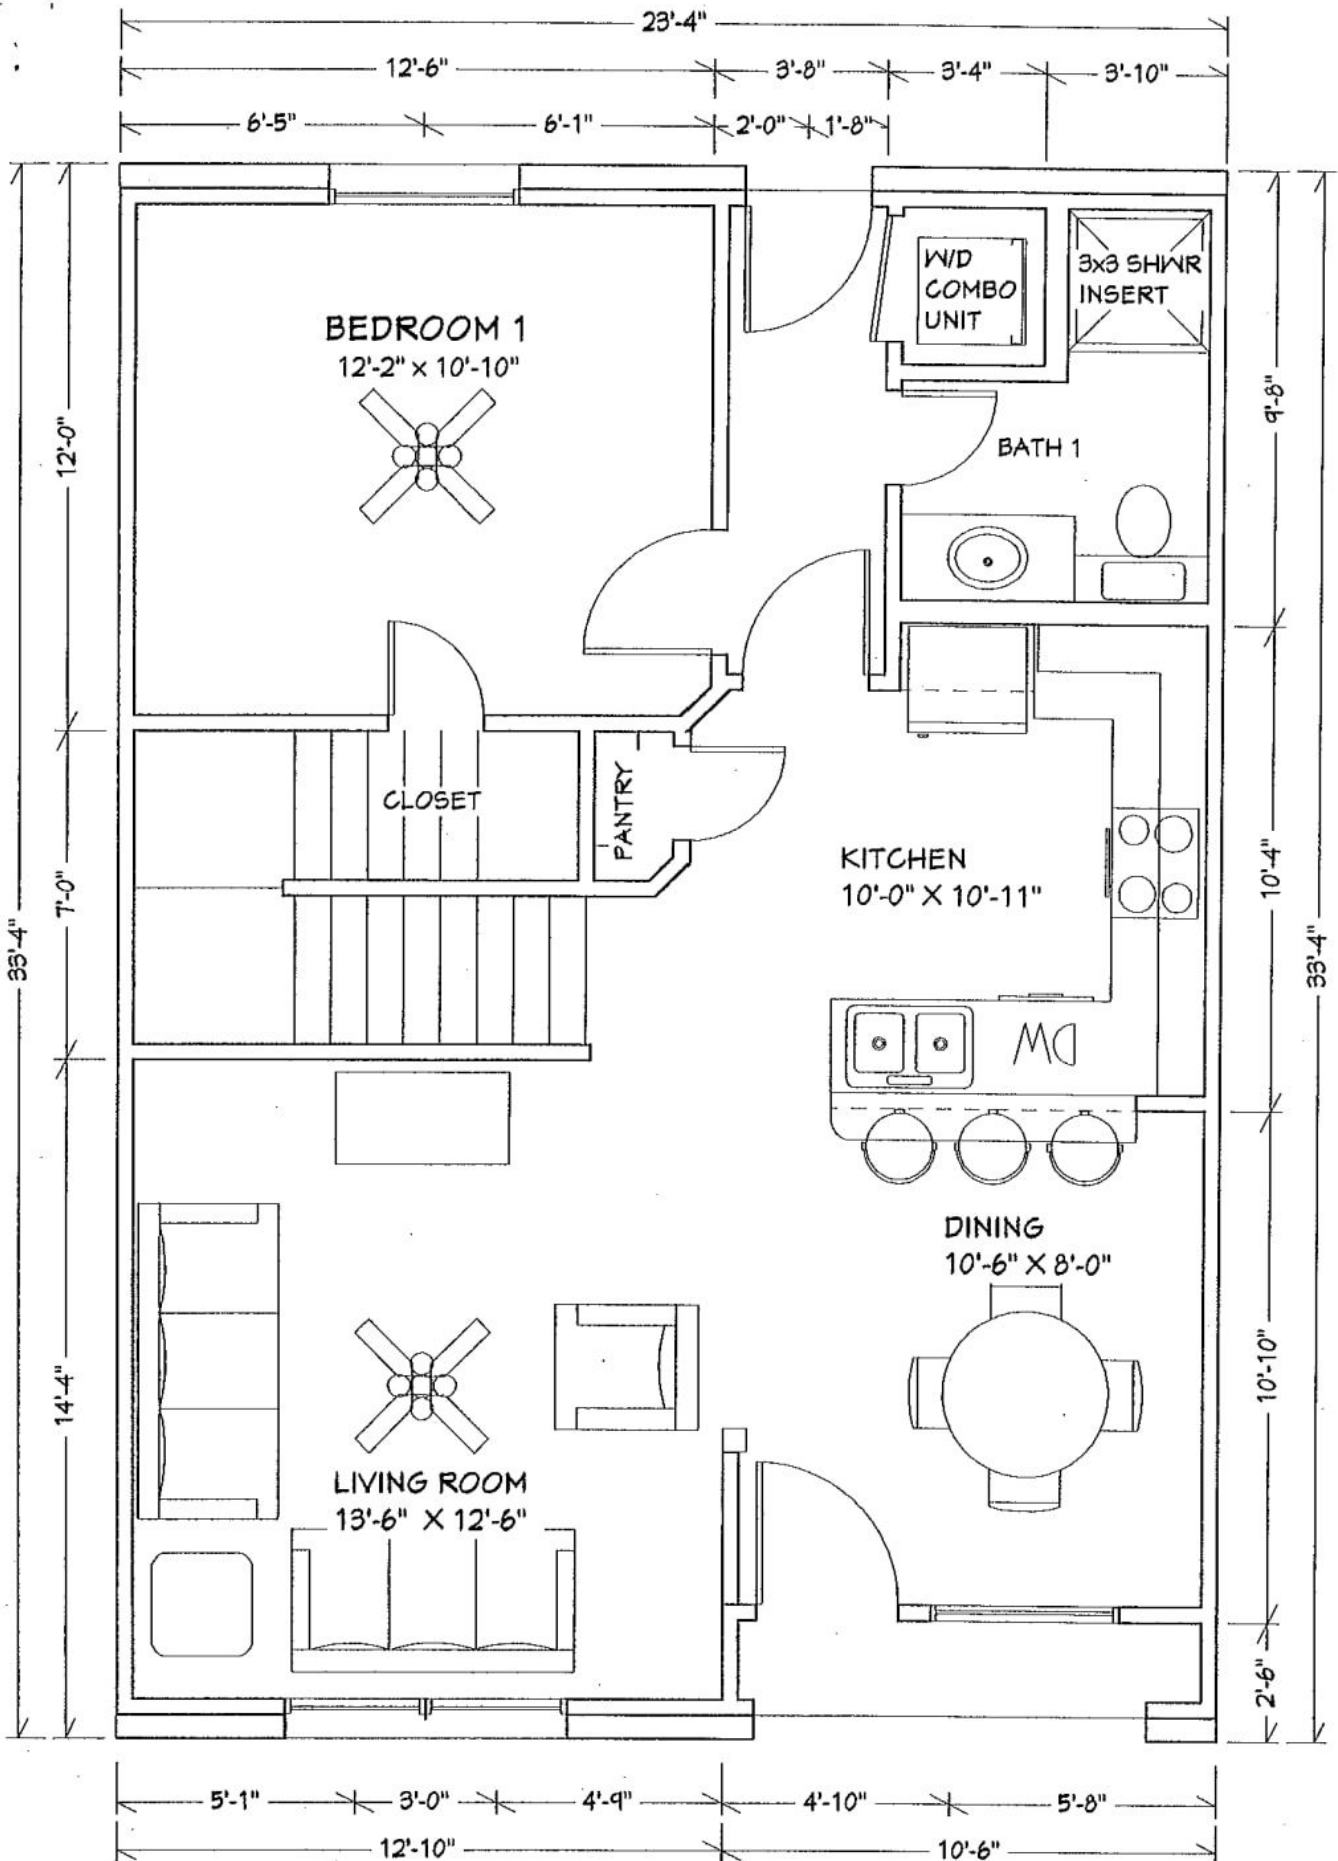 23'-4"
12'-6" 3'-8" 3'-4" 3'-10"
6'-5" 6'-1" 2'-0" 1'-8"
W/D
COMBO
UNIT
3x3 SHWR
INSERT
BEDROOM 1
12'-2" x 10'-10"
12'-0"
9'-8"
BATH 1
CLOSET
PANTRY
KITCHEN
10'-0" X 10'-11"
7'-0"
10'-4"
33'-4"
33'-4"
DW
DINING
10'-6" X 8'-0"
14'-4"
10'-10"
LIVING ROOM
13'-6" X 12'-6"
2'-6"
5'-1" 3'-0" 4'-9" 4'-10" 5'-8"
12'-10" 10'-6"